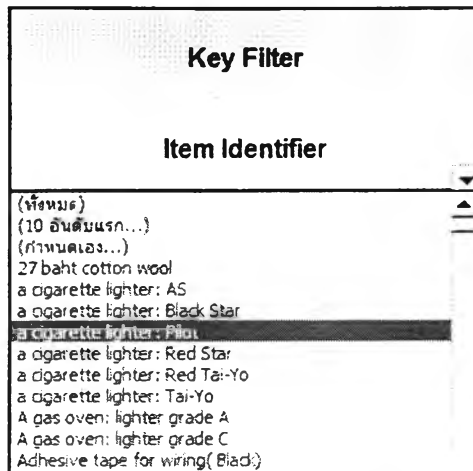 Key Filter
Item Identifier
(ทั้งหมด)
(10 อันดับแรก...)
(กำหนดเอง...)
27 baht cotton wool
a cigarette lighter: AS
a cigarette lighter: Black Star
a cigarette lighter: Pilot
a cigarette lighter: Red Star
a cigarette lighter: Red Tai-Yo
a cigarette lighter: Tai-Yo
A gas oven: lighter grade A
A gas oven: lighter grade C
Adhesive tape for wiring( Black)